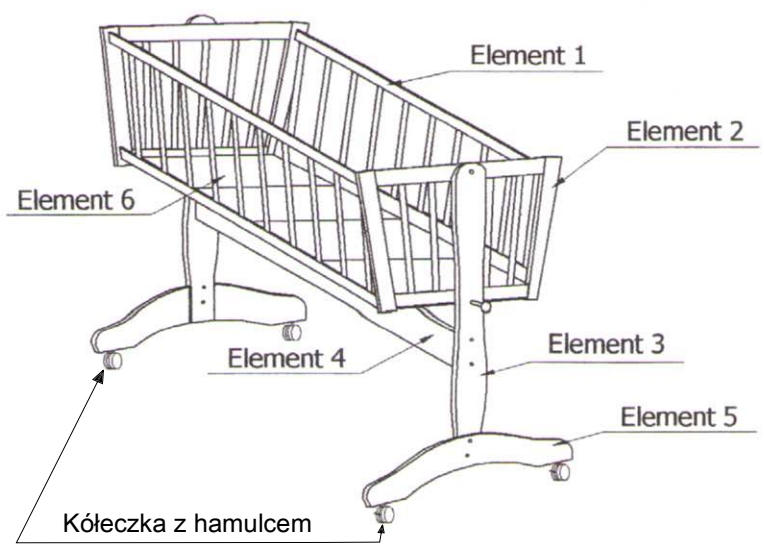 Element 1
Element 2
Element 6
Element 3
Element 4
Element 5
Kółeczka z hamulcem